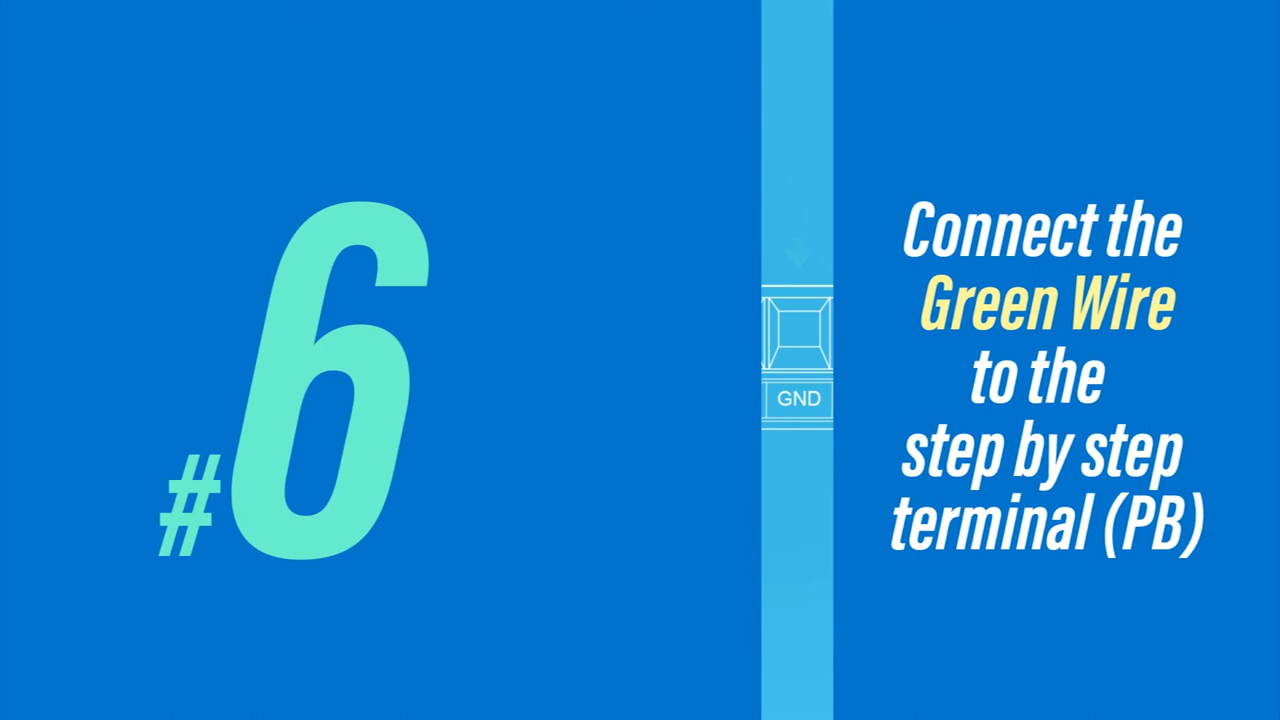 #6
GND
Connect the
Green Wire
to the
step by step
terminal (PB)